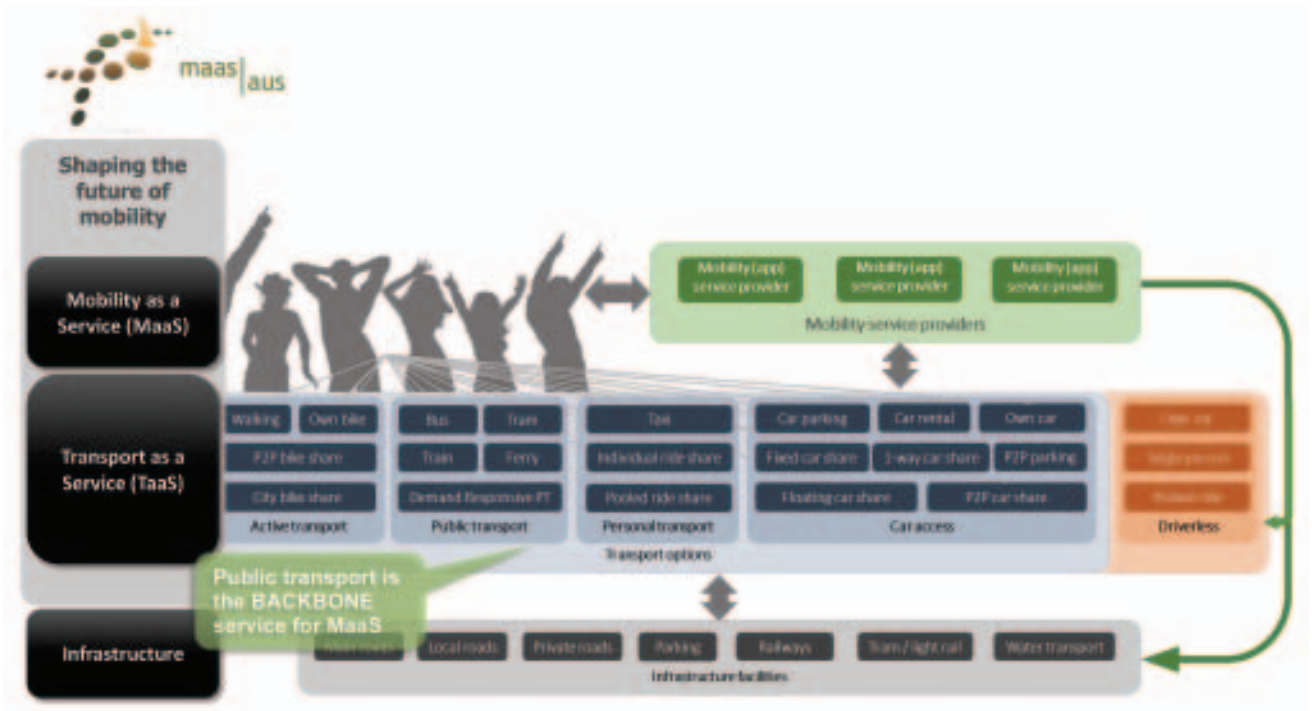 maas
aus
Shaping the
future of
mobility
Mobility as a
Service (MaaS)
Mobility (app)
service provider
Mobility (app)
service provider
Mobility (app)
service provider
Mobility service providers
Transport as a
Service (TaaS)
Walking
Own bike
P2P bike share
City bike share
Active transport
Bus
Tram
Train
Ferry
Demand Responsive PT
Public transport
Taxi
Individual ride share
Pooled ride share
Personal transport
Car parking
Car rental
Own car
Fixed car share
1-way car share
P2P parking
Floating car share
P2P car share
Car access
Driverless
Transport options
Public transport is
the BACKBONE
service for MaaS
Infrastructure
Local roads
Private roads
Parking
Railways
Tram / light rail
Water transport
Infrastructure facilities